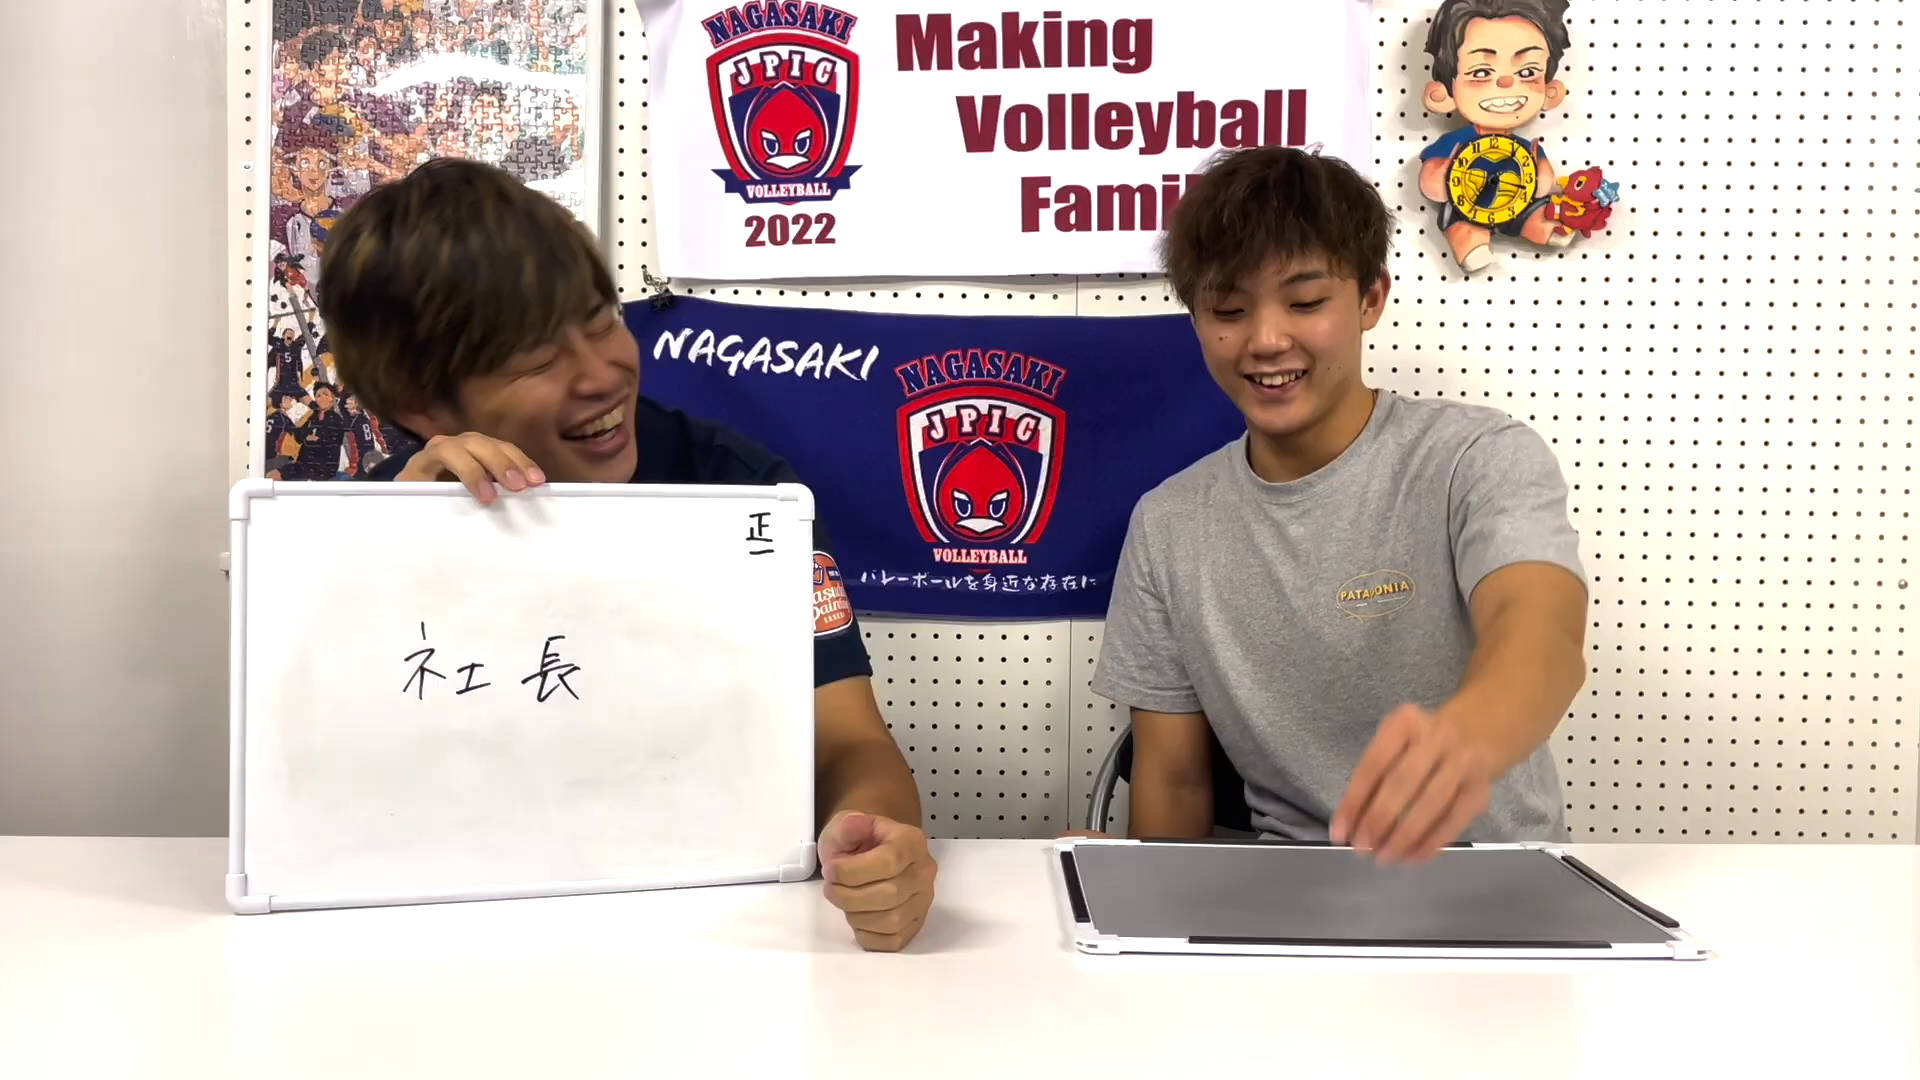 NAGASAKI
JPIC
VOLLEYBALL
2022
Making
Volleyball
Fami
NAGASAKI
NAGASAKI
JPIC
VOLLEYBALL
バレーボールを身近な存在に
正一
社長
PATAGONIA